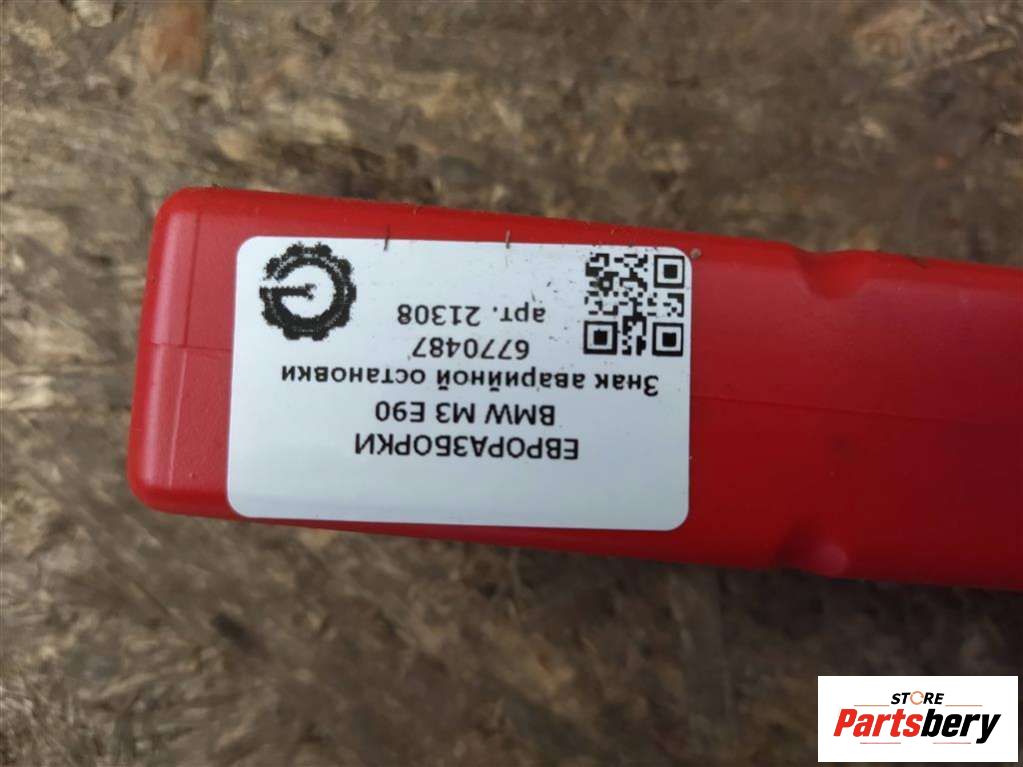 ЕВРОРАЗБОРКИ
BMW M3 E90
Знак аварийной остановки
6770487
арт. 21308
STORE
Partsbery